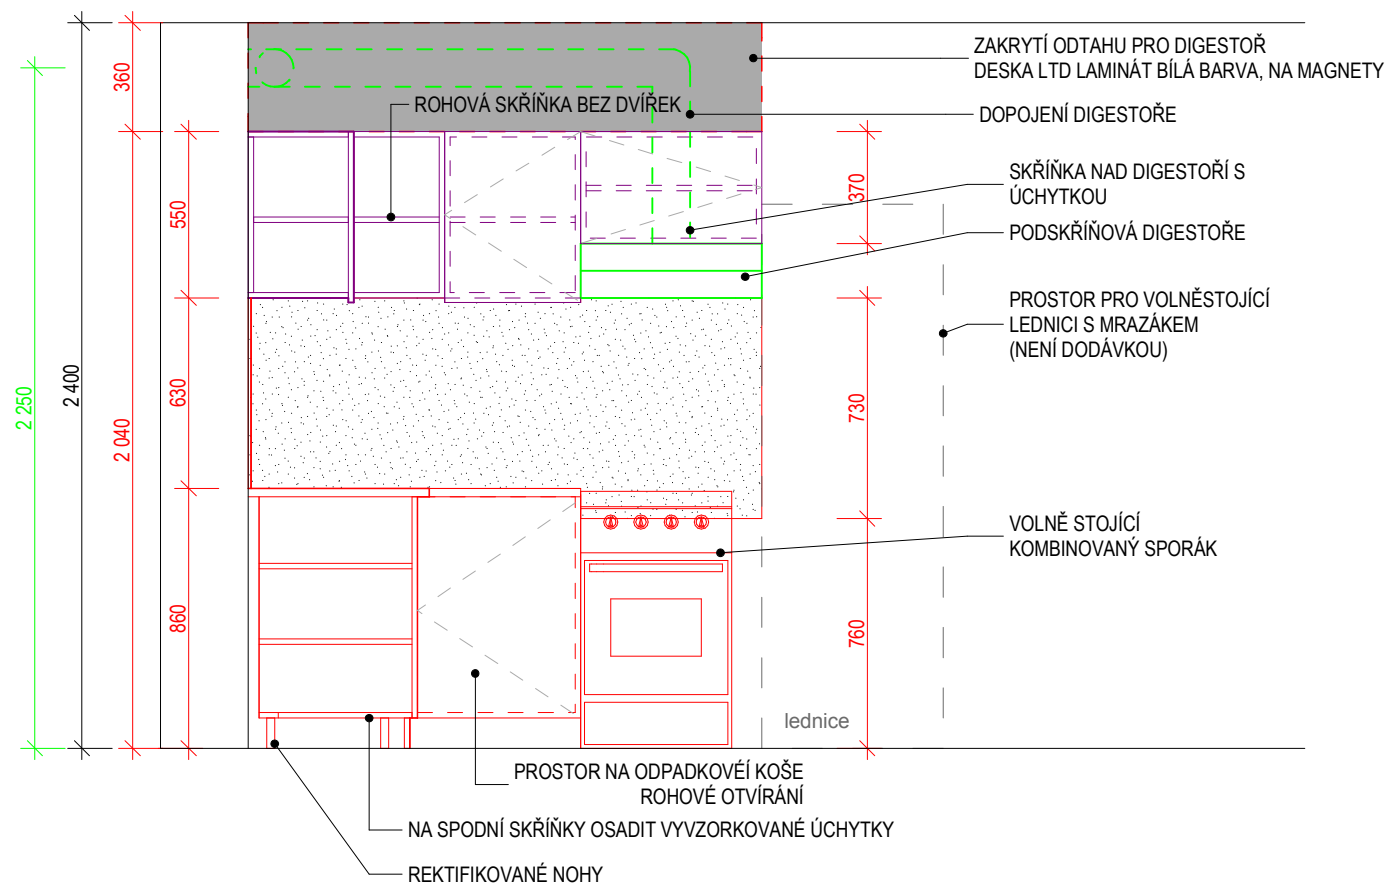 ZAKRYTÍ ODTAHU PRO DIGESTOŘ
DESKA LTD LAMINÁT BÍLÁ BARVA, NA MAGNETY
ROHOVÁ SKŘÍŇKA BEZ DVÍŘEK
DOPOJENÍ DIGESTOŘE
SKŘÍŇKA NAD DIGESTOŘÍ S
ÚCHYTKOU
PODSKŘÍŇOVÁ DIGESTOŘE
PROSTOR PRO VOLNĚSTOJÍCÍ
LEDNICI S MRAZÁKEM
(NENÍ DODÁVKOU)
VOLNĚ STOJÍCÍ
KOMBINOVANÝ SPORÁK
lednice
PROSTOR NA ODPADKOVÉÍ KOŠE
ROHOVÉ OTVÍRÁNÍ
NA SPODNÍ SKŘÍŇKY OSADIT VYVZORKOVANÉ ÚCHYTKY
REKTIFIKOVANÉ NOHY
2 250
2 400
360
2 040
550
630
860
370
730
760